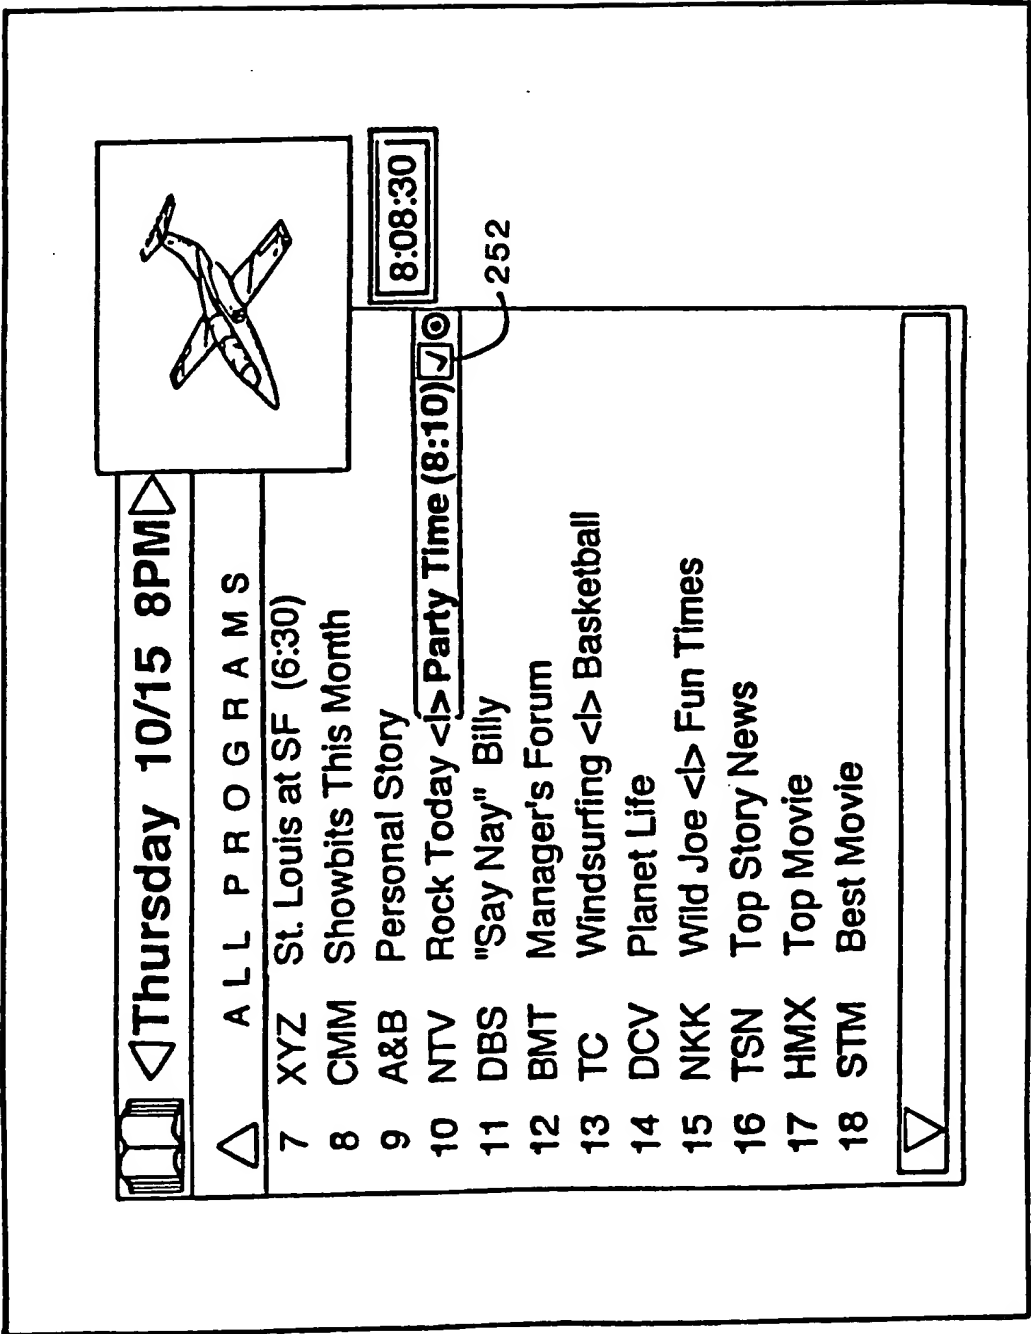 Thursday 10/15 8PM
ALL PROGRAMS
8:08:30
7 XYZ St. Louis at SF (6:30)
8 CMM Showbits This Month
9 A&B Personal Story
10 NTV Rock Today <I> Party Time (8:10)
252
11 DBS "Say Nay" Billy
12 BMT Manager's Forum
13 TC Windsurfing <I> Basketball
14 DCV Planet Life
15 NKK Wild Joe <I> Fun Times
16 TSN Top Story News
17 HMX Top Movie
18 STM Best Movie